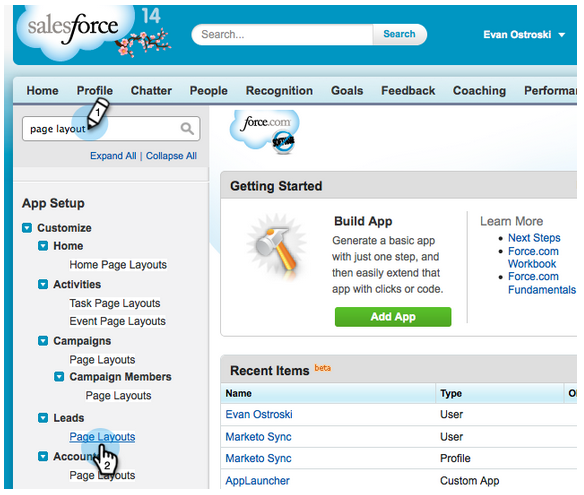 salesforce
14
Search...
Search
Evan Ostroski
Home Profile Chatter People Recognition Goals Feedback Coaching Performa
1
page layout
Expand All | Collapse All
force.com
SOFTWARE
App Setup
Customize
Home
Home Page Layouts
Activities
Task Page Layouts
Event Page Layouts
Campaigns
Page Layouts
Campaign Members
Page Layouts
Leads
Page Layouts
2
Accoun
Page Layouts
Getting Started
Build App
Generate a basic app
with just one step, and
then easily extend that
app with clicks or code.
Add App
Learn More
Next Steps
Force.com
Workbook
Force.com
Fundamentals
Recent Items beta
Name Type Ob
Evan Ostroski User
Marketo Sync User
Marketo Sync Profile
AppLauncher Custom App